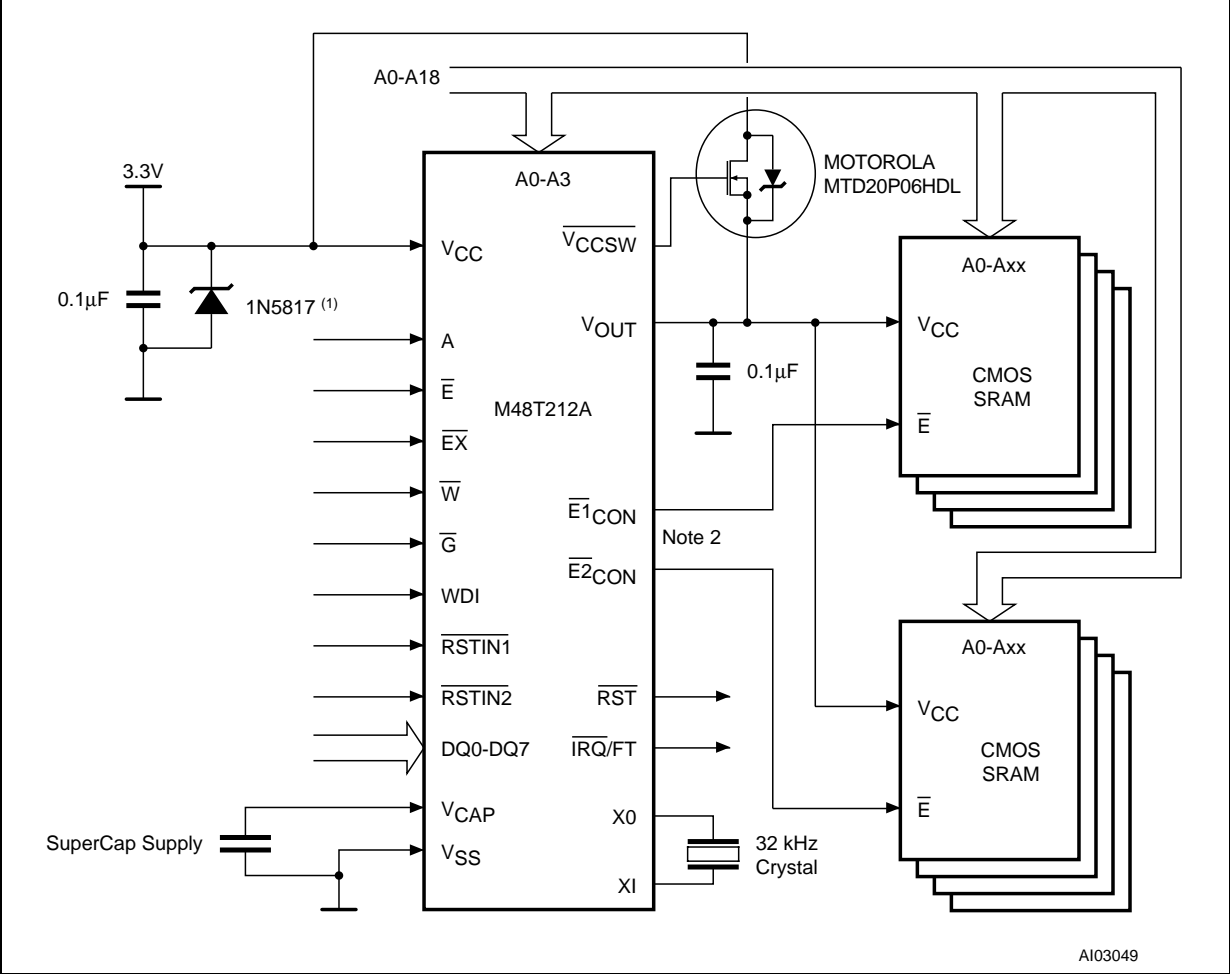 A0-A18
MOTOROLA
MTD20P06HDL
3.3V
A0-A3
VCCSW
VCC
A0-Axx
0.1µF
1N5817 (1)
VOUT
VCC
A
0.1µF
CMOS
SRAM
E
M48T212A
E
EX
W
E1CON
Note 2
G
E2CON
WDI
RSTIN1
A0-Axx
RSTIN2
RST
VCC
DQ0-DQ7
IRQ/FT
CMOS
SRAM
VCAP
X0
E
SuperCap Supply
32 kHz
Crystal
VSS
XI
AI03049